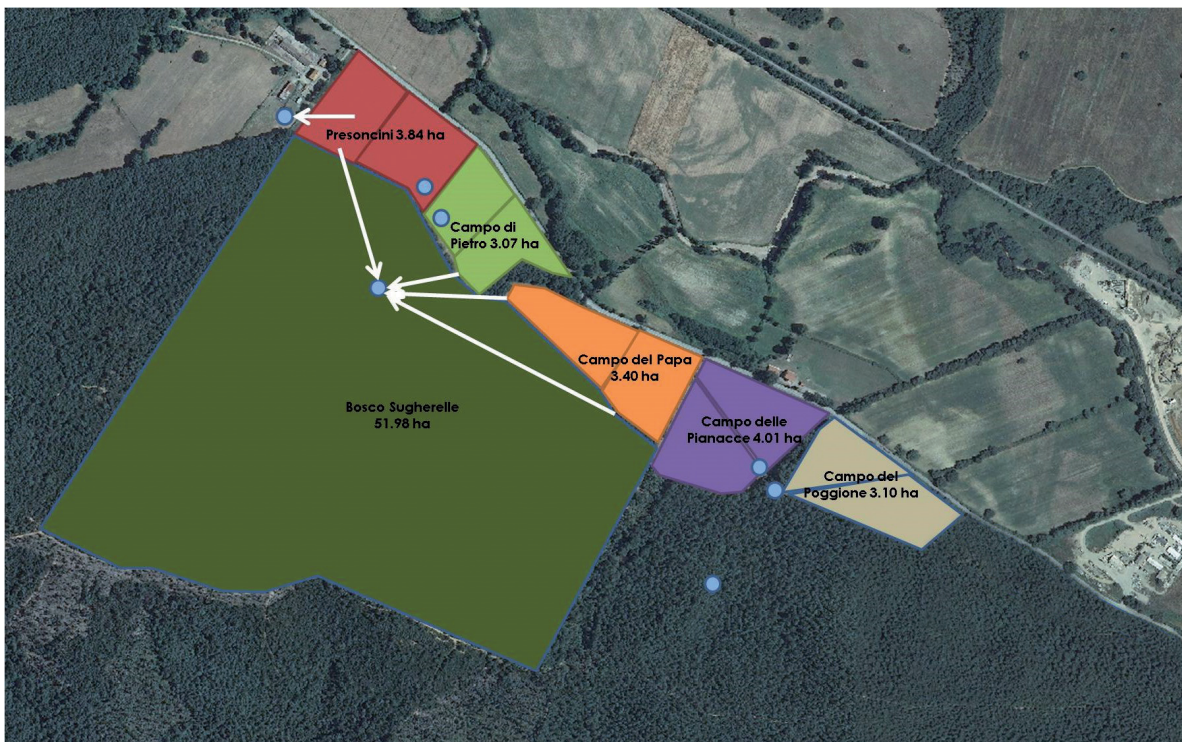 Presoncini 3.84 ha
Campo di
Pietro 3.07 ha
Campo del Papa
3.40 ha
Bosco Sugherelle
51.98 ha
Campo delle
Pianacce 4.01 ha
Campo del
Poggione 3.10 ha